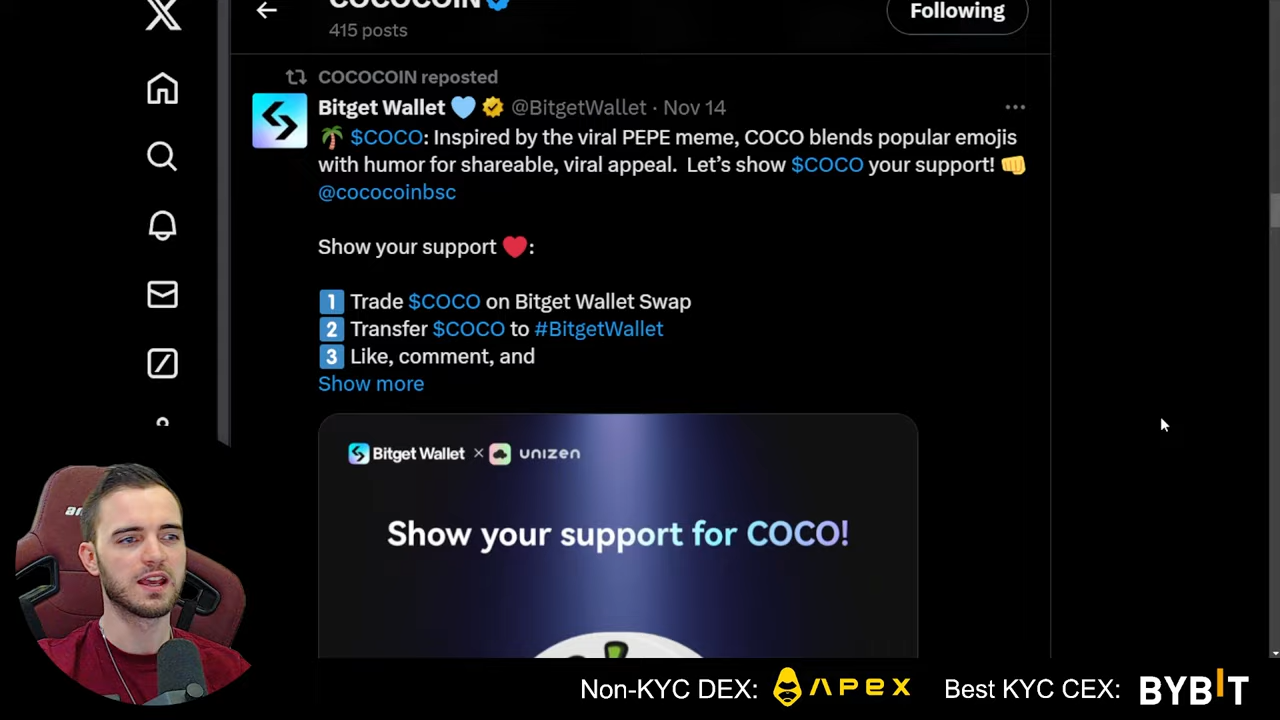 COCOCOIN
415 posts
Following
COCOCOIN reposted
Bitget Wallet 🩵 @BitgetWallet · Nov 14
🌴 $COCO: Inspired by the viral PEPE meme, COCO blends popular emojis
with humor for shareable, viral appeal. Let’s show $COCO your support! 👊
@cococoinbsc
Show your support ❤️:
1️⃣ Trade $COCO on Bitget Wallet Swap
2️⃣ Transfer $COCO to #BitgetWallet
3️⃣ Like, comment, and
Show more
Bitget Wallet × unizen
Show your support for COCO!
Non-KYC DEX: APEX Best KYC CEX: BYBIT